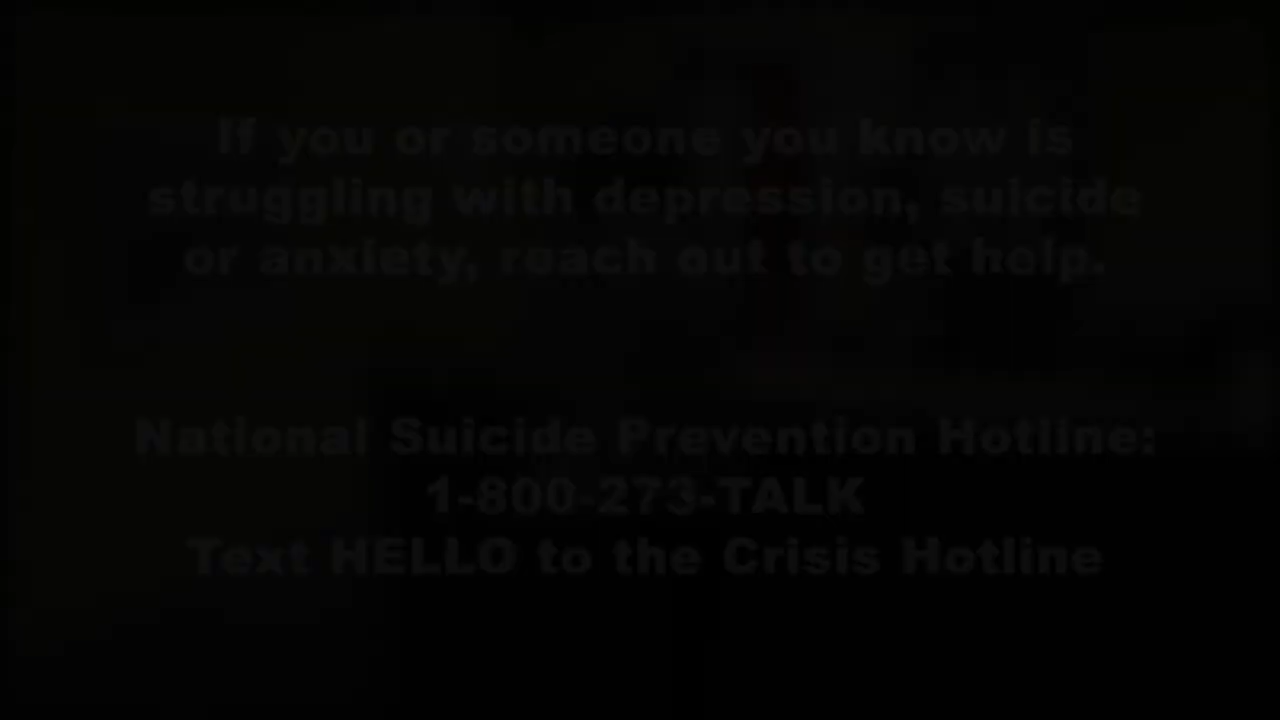 If you or someone you know is
struggling with depression, suicide
or anxiety, reach out to get help.
National Suicide Prevention Hotline:
1-800-273-TALK
Text HELLO to the Crisis Hotline